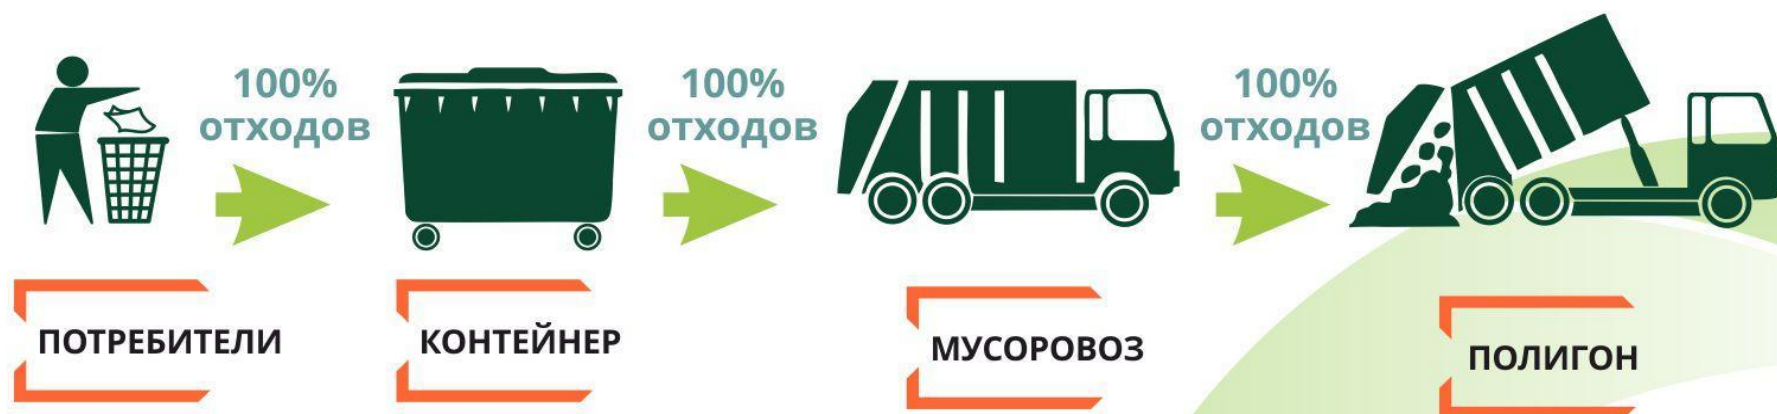 100%
отходов
100%
отходов
100%
отходов
ПОТРЕБИТЕЛИ
КОНТЕЙНЕР
МУСОРОВОЗ
ПОЛИГОН